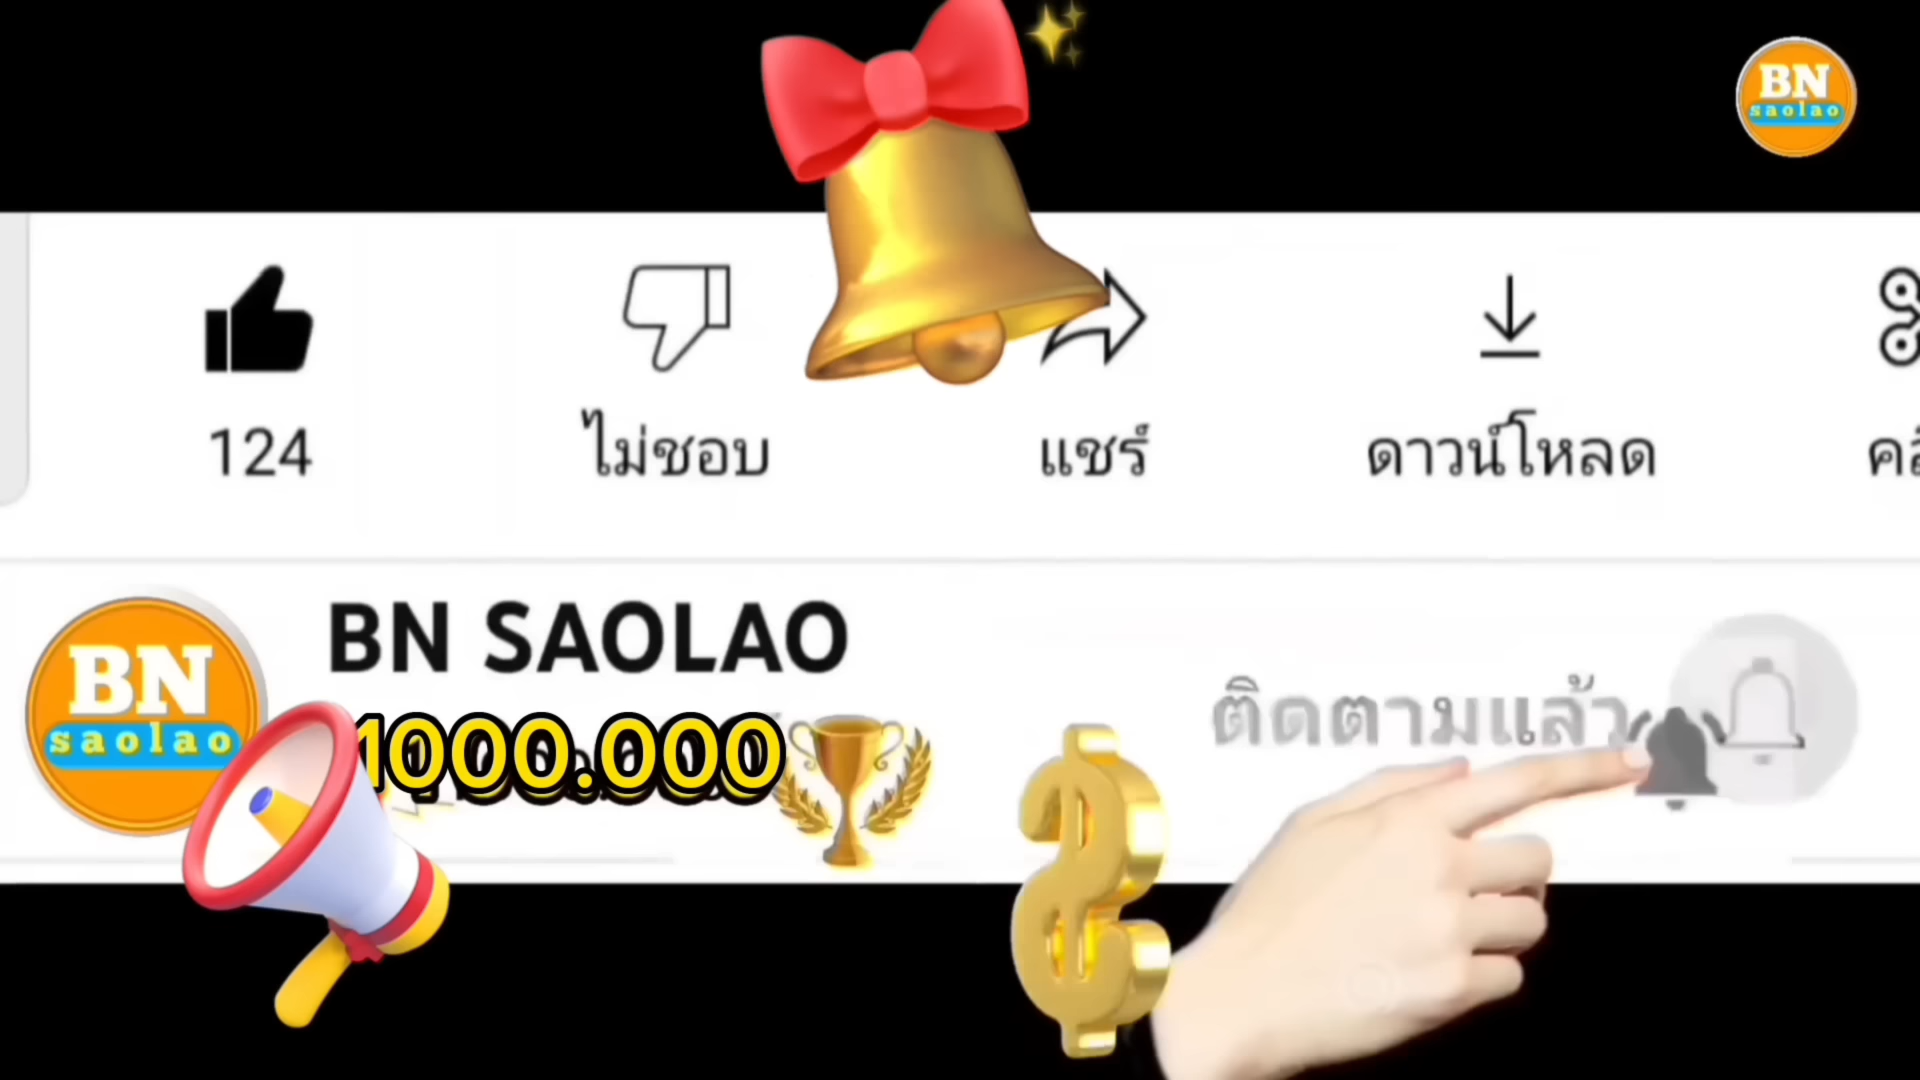 BN
saolao
124
ไม่ชอบ
แชร์
ดาวน์โหลด
BN SAOLAO
BN
saolao
1000.000
ติดตามแล้ว